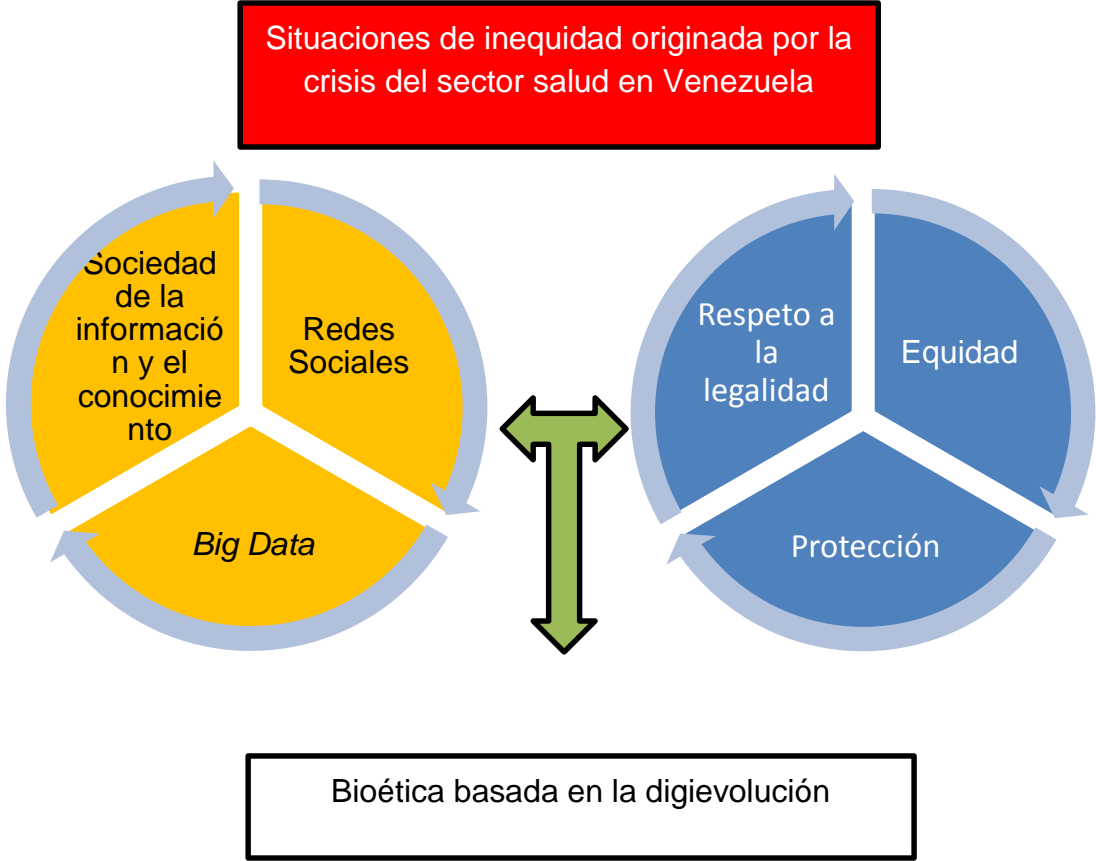 Situaciones de inequidad originada por la
crisis del sector salud en Venezuela
Sociedad
de la
informació
n y el
conocimie
nto
Redes
Sociales
Big Data
Respeto a
la
legalidad
Equidad
Protección
Bioética basada en la digievolución